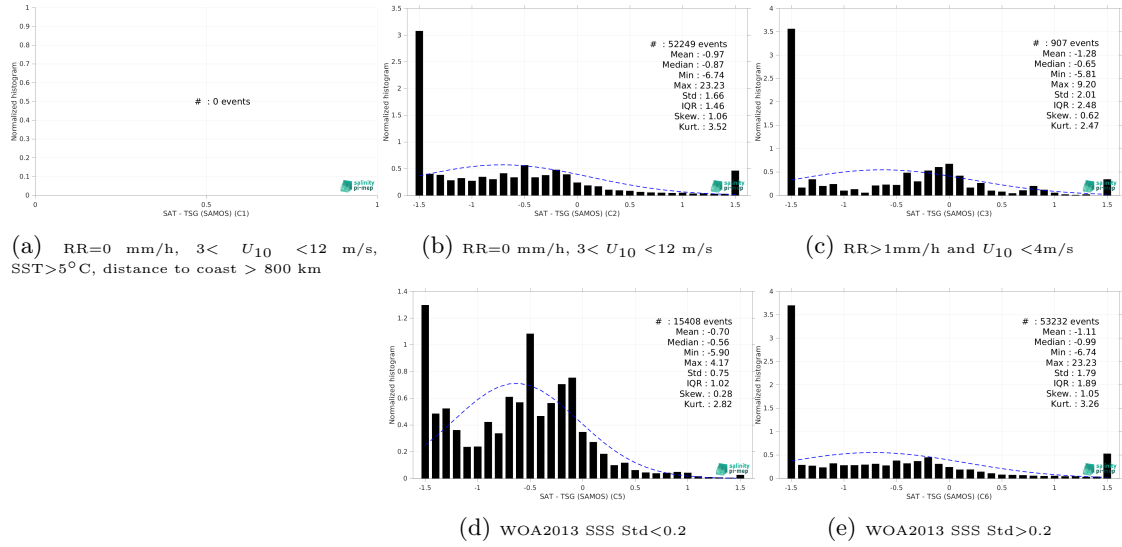 1
0.9
0.8
0.7
0.6
0.5
0.4
0.3
0.2
0.1
0
Normalized histogram
# : 0 events
salinity
pi-mep
0 0.5 1
SAT - TSG (SAMOS) (C1)
3.5
3
2.5
2
1.5
1
0.5
0
Normalized histogram
# : 52249 events
Mean : -0.97
Median : -0.87
Min : -6.74
Max : 23.23
Std : 1.66
IQR : 1.46
Skew. : 1.06
Kurt. : 3.52
salinity
pi-mep
-1.5 -1 -0.5 0 0.5 1 1.5
SAT - TSG (SAMOS) (C2)
4
3.5
3
2.5
2
1.5
1
0.5
0
Normalized histogram
# : 907 events
Mean : -1.28
Median : -0.65
Min : -5.81
Max : 9.20
Std : 2.01
IQR : 2.48
Skew. : 0.62
Kurt. : 2.47
salinity
pi-mep
-1.5 -1 -0.5 0 0.5 1 1.5
SAT - TSG (SAMOS) (C3)
(a) RR=0 mm/h, 3< U10 <12 m/s,
SST>5°C, distance to coast > 800 km
(b) RR=0 mm/h, 3< U10 <12 m/s
(c) RR>1mm/h and U10 <4m/s
1.4
1.2
1
0.8
0.6
0.4
0.2
0
Normalized histogram
# : 15408 events
Mean : -0.70
Median : -0.56
Min : -5.90
Max : 4.17
Std : 0.75
IQR : 1.02
Skew. : 0.28
Kurt. : 2.82
salinity
pi-mep
-1.5 -1 -0.5 0 0.5 1 1.5
SAT - TSG (SAMOS) (C5)
4
3.5
3
2.5
2
1.5
1
0.5
0
Normalized histogram
# : 53232 events
Mean : -1.11
Median : -0.99
Min : -6.74
Max : 23.23
Std : 1.79
IQR : 1.89
Skew. : 1.05
Kurt. : 3.26
salinity
pi-mep
-1.5 -1 -0.5 0 0.5 1 1.5
SAT - TSG (SAMOS) (C6)
(d) WOA2013 SSS Std<0.2
(e) WOA2013 SSS Std>0.2